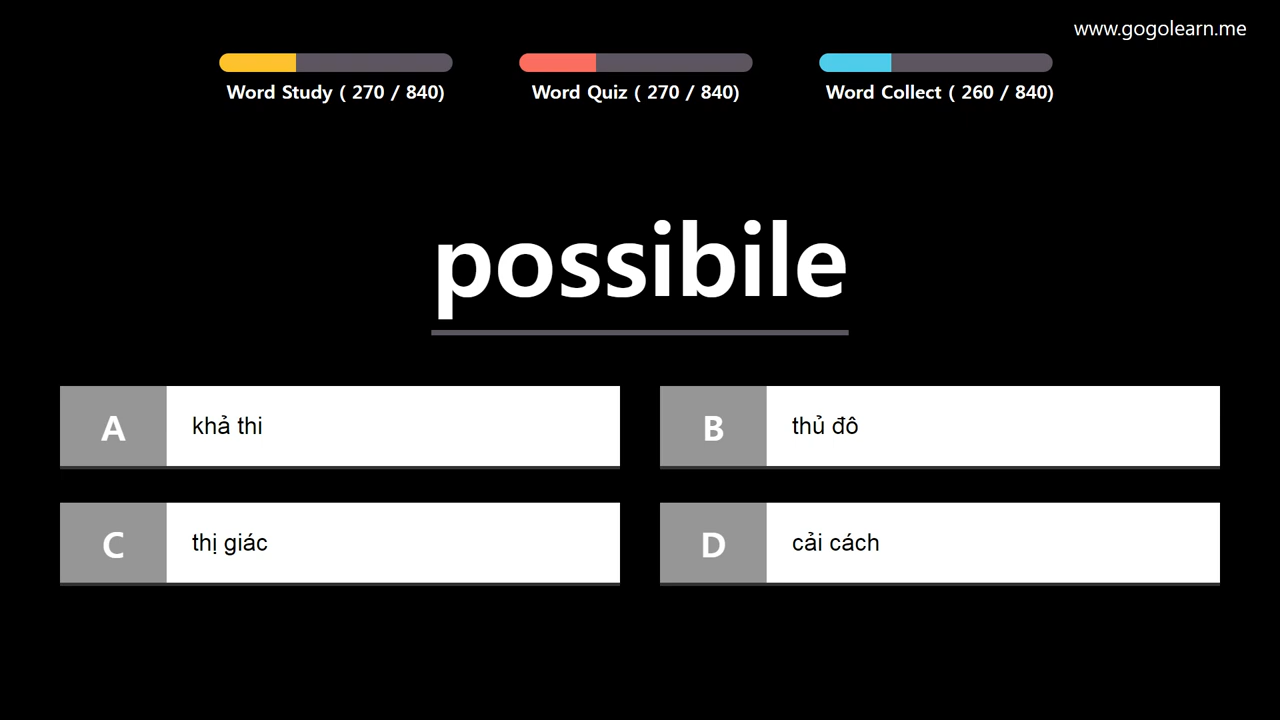 www.gogolearn.me
Word Study ( 270 / 840)
Word Quiz ( 270 / 840)
Word Collect ( 260 / 840)
possibile
A khả thi
B thủ đô
C thị giác
D cải cách